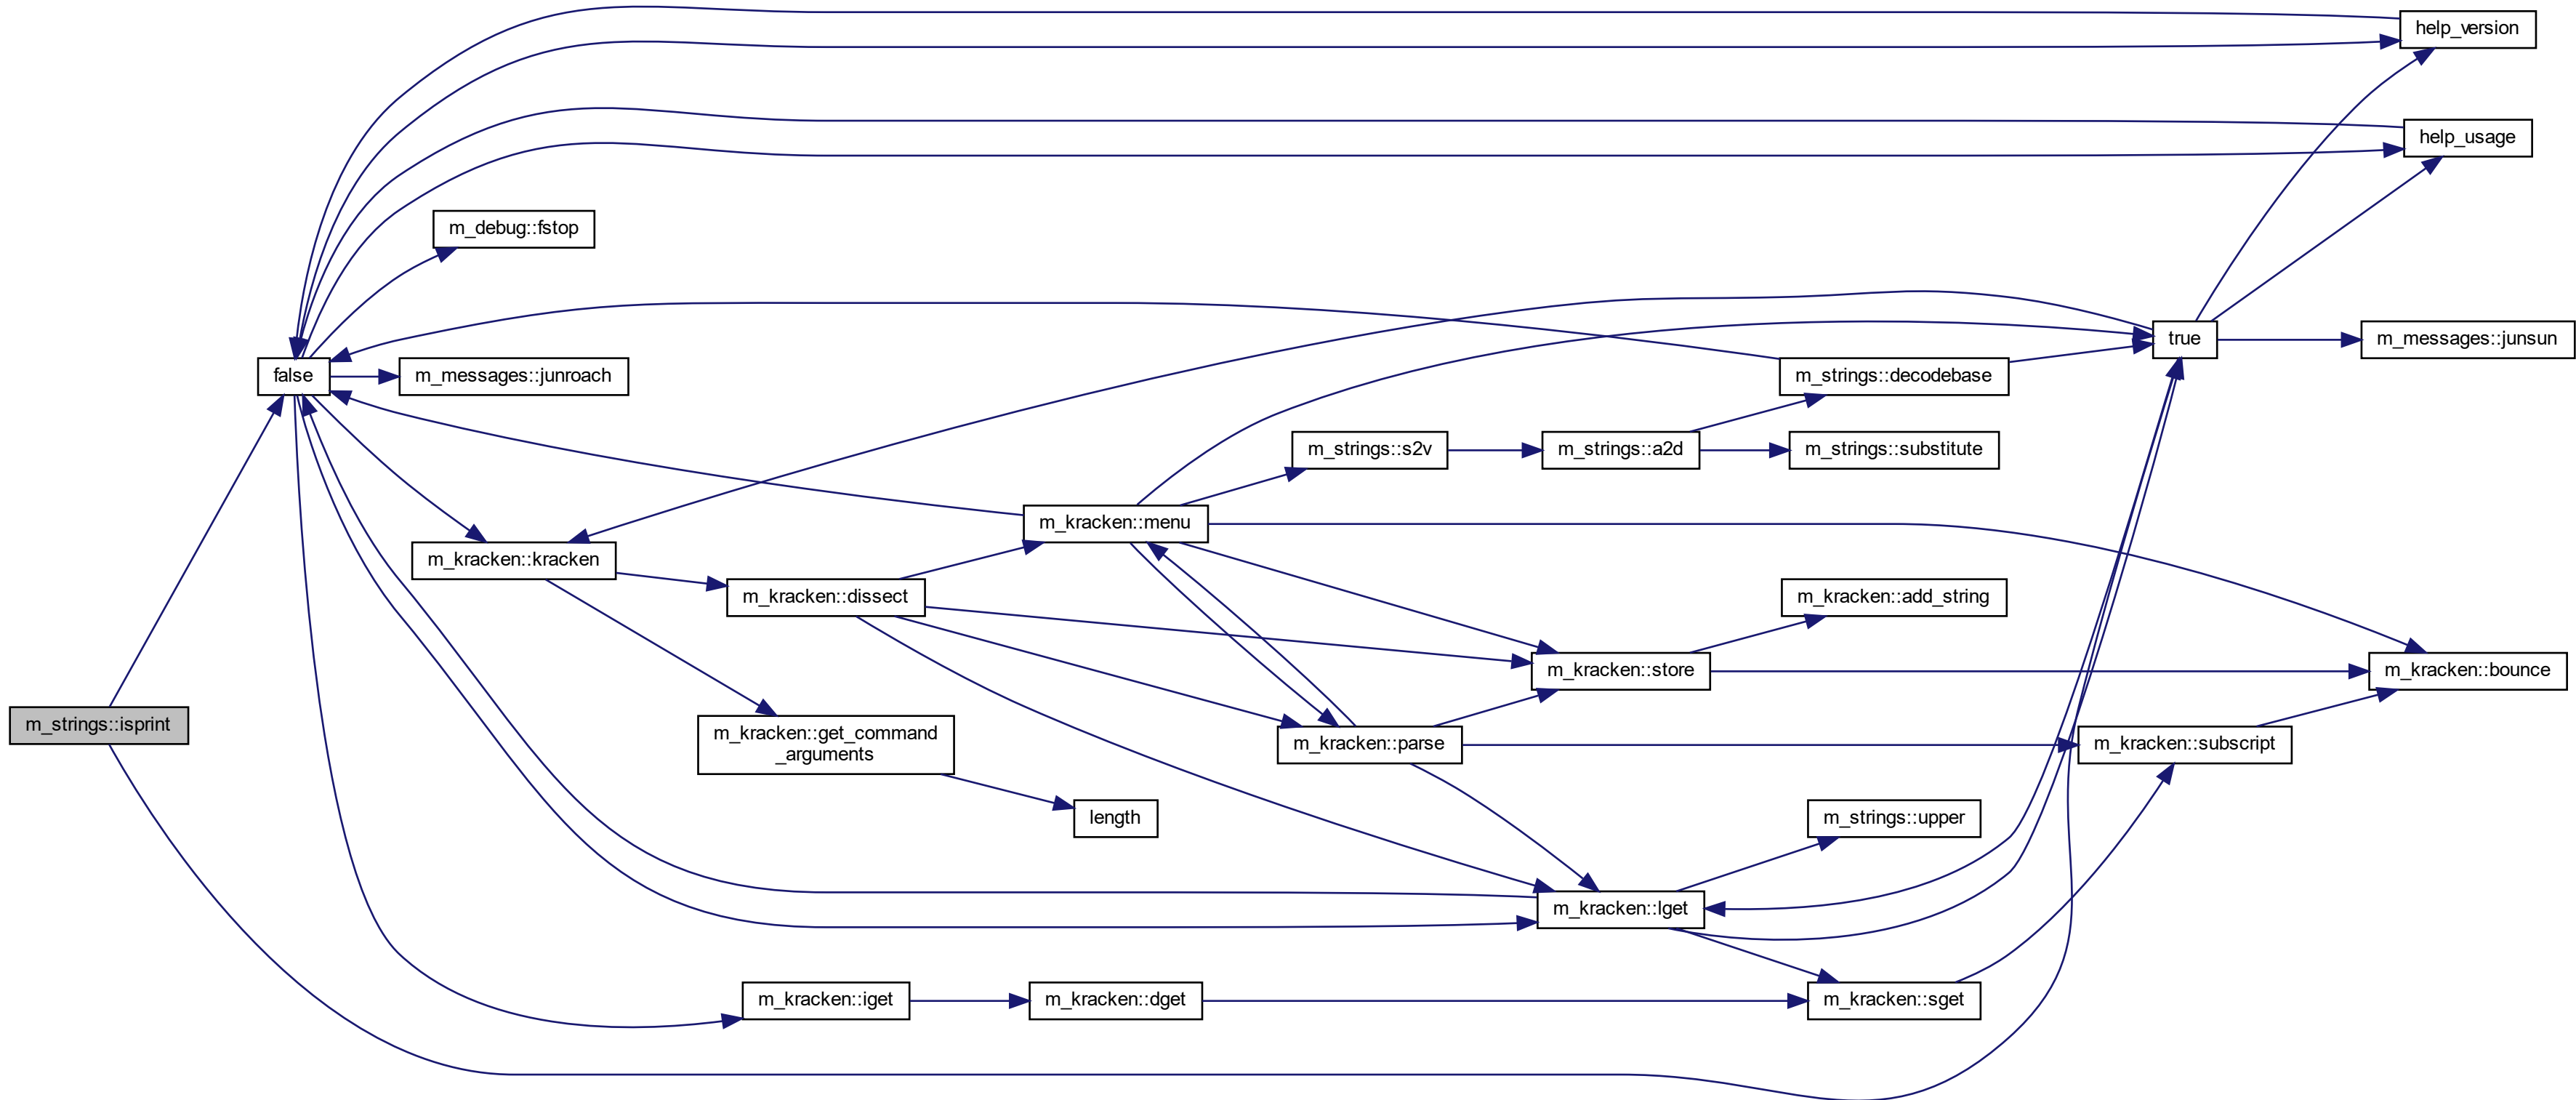 help_version
help_usage
m_debug::fstop
true
m_messages::junsun
false
m_messages::junroach
m_strings::decodebase
m_strings::s2v
m_strings::a2d
m_strings::substitute
m_kracken::menu
m_kracken::kracken
m_kracken::dissect
m_kracken::add_string
m_kracken::store
m_kracken::bounce
m_strings::isprint
m_kracken::get_command
_arguments
m_kracken::parse
m_kracken::subscript
length
m_strings::upper
m_kracken::lget
m_kracken::iget
m_kracken::dget
m_kracken::sget